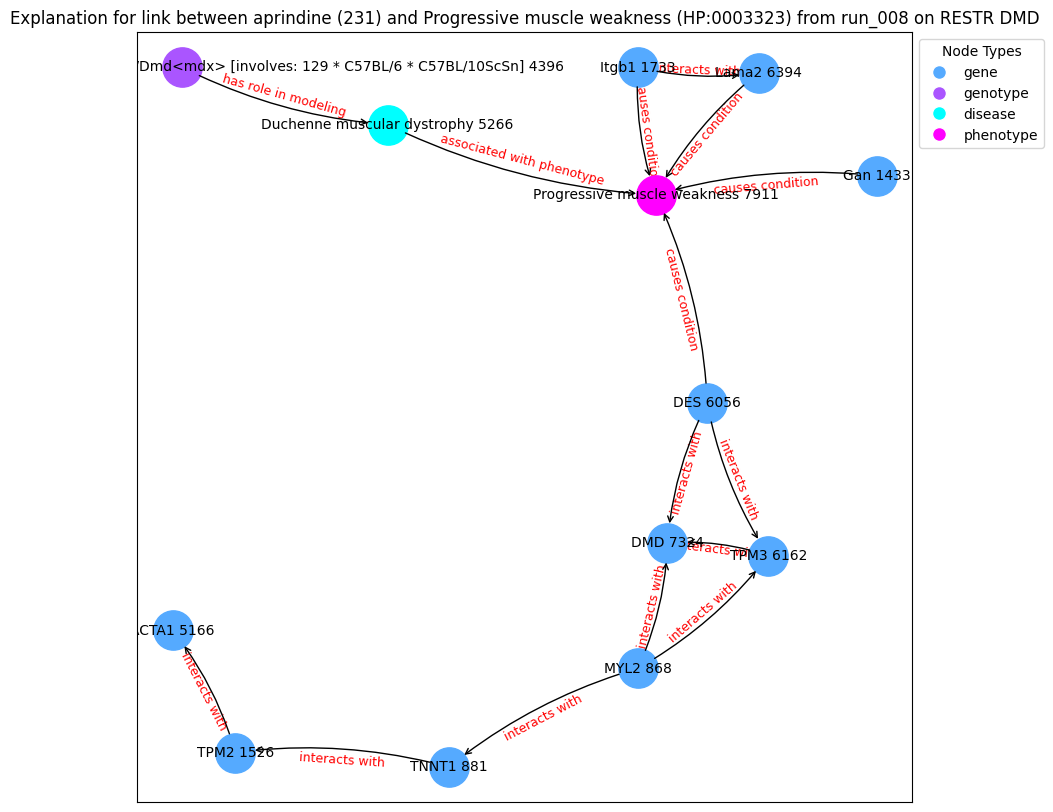 Explanation for link between aprindine (231) and Progressive muscle weakness (HP:0003323) from run_008 on RESTR DMD
Node Types
gene
genotype
disease
phenotype
/Dmd<mdx> [involves: 129 * C57BL/6 * C57BL/10ScSn] 4396
Itgb1 1733
interacts with
Lama2 6394
has role in modeling
causes condition
causes condition
Duchenne muscular dystrophy 5266
associated with phenotype
Gan 1433
causes condition
Progressive muscle weakness 7911
causes condition
DES 6056
interacts with
interacts with
DMD 7324
interacts with
TPM3 6162
interacts with
interacts with
ACTA1 5166
MYL2 868
interacts with
interacts with
TPM2 1526
interacts with
TNNT1 881